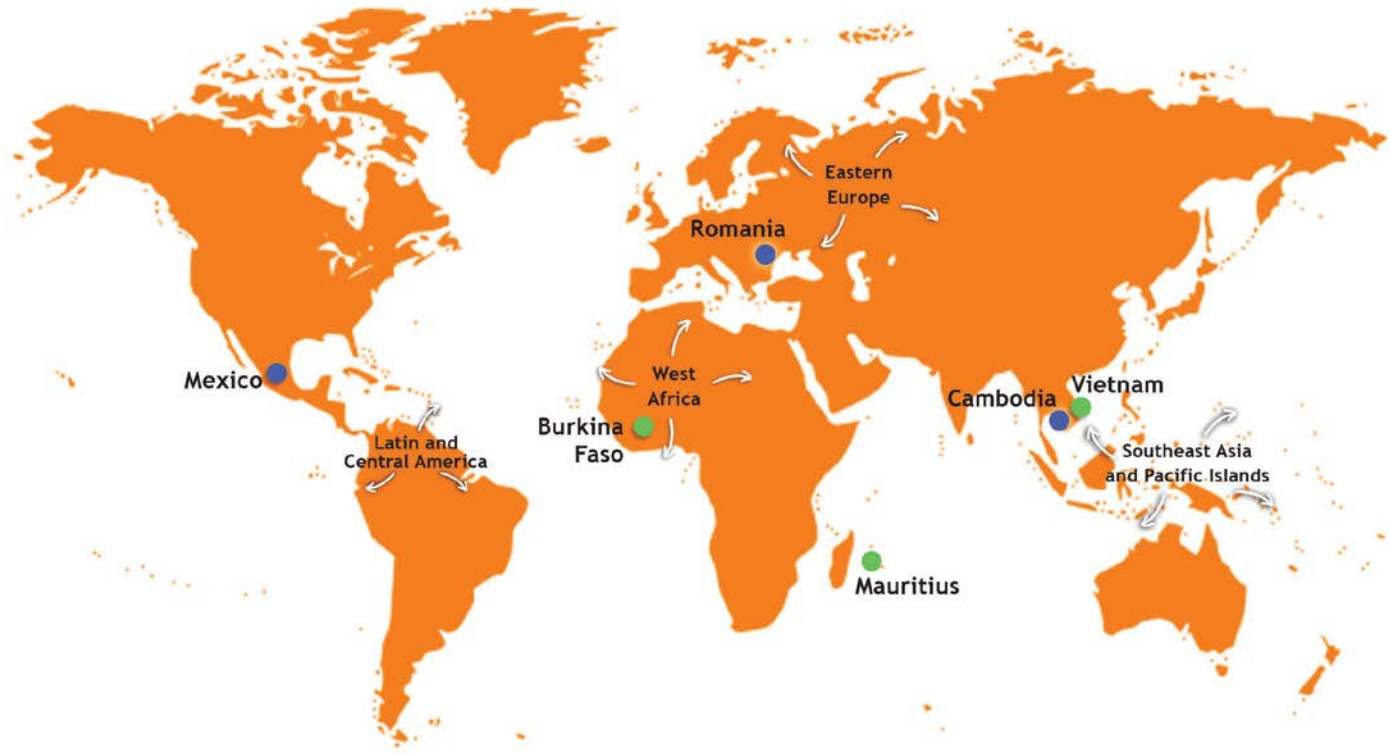 Eastern
Europe
Romania
Mexico
West
Africa
Cambodia
Vietnam
Burkina
Faso
Latin and
Central America
Southeast Asia
and Pacific Islands
Mauritius